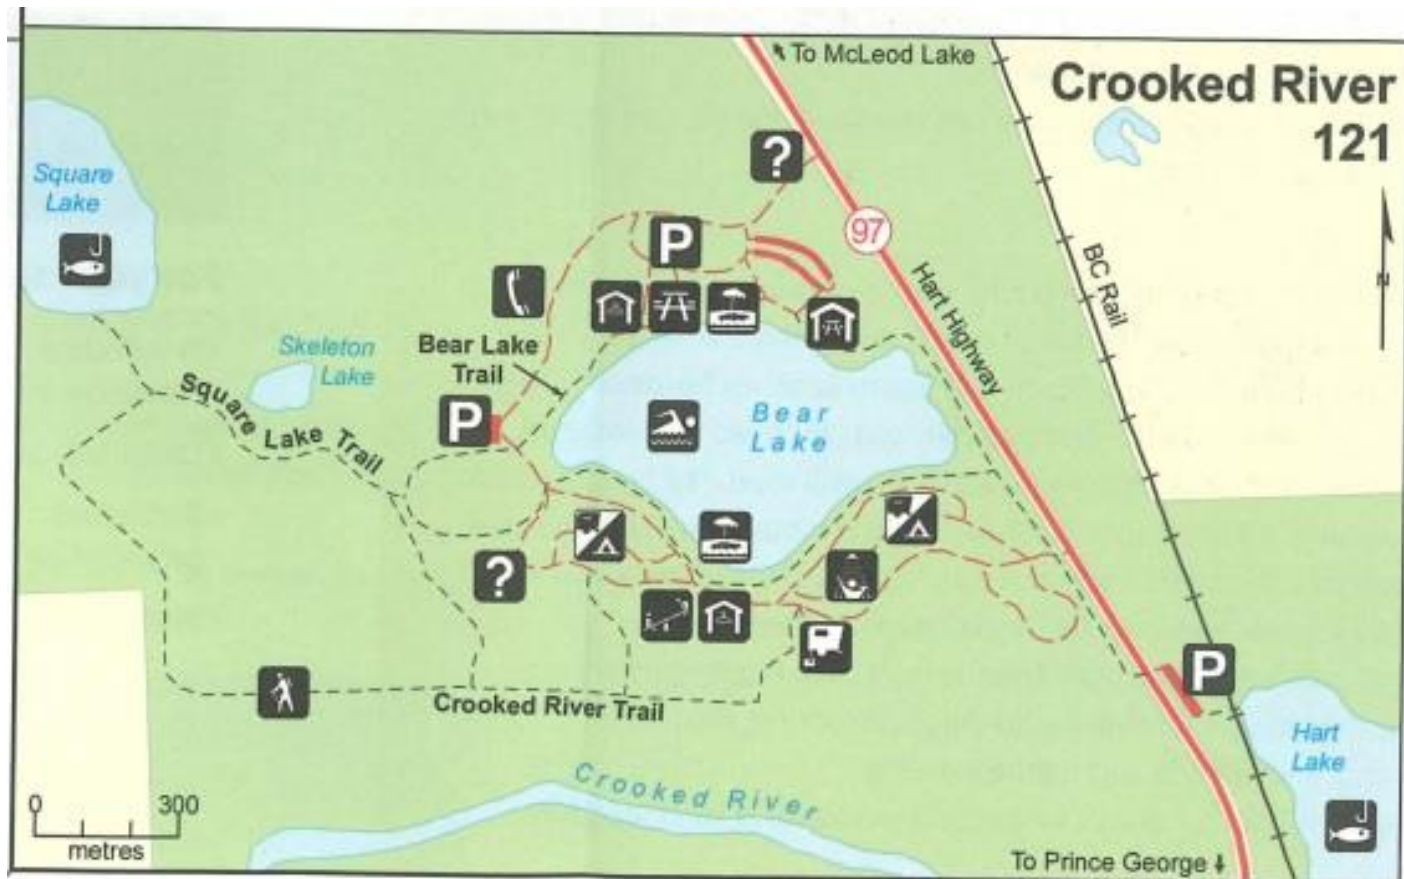 To McLeod Lake
Crooked River
121
?
Square
Lake
P
97
BC Rail
N
Hart Highway
Skeleton
Lake
Bear Lake
Trail
Square Lake Trail
P
Bear
Lake
?
P
Crooked River Trail
Hart
Lake
Crooked River
0 300
metres
To Prince George